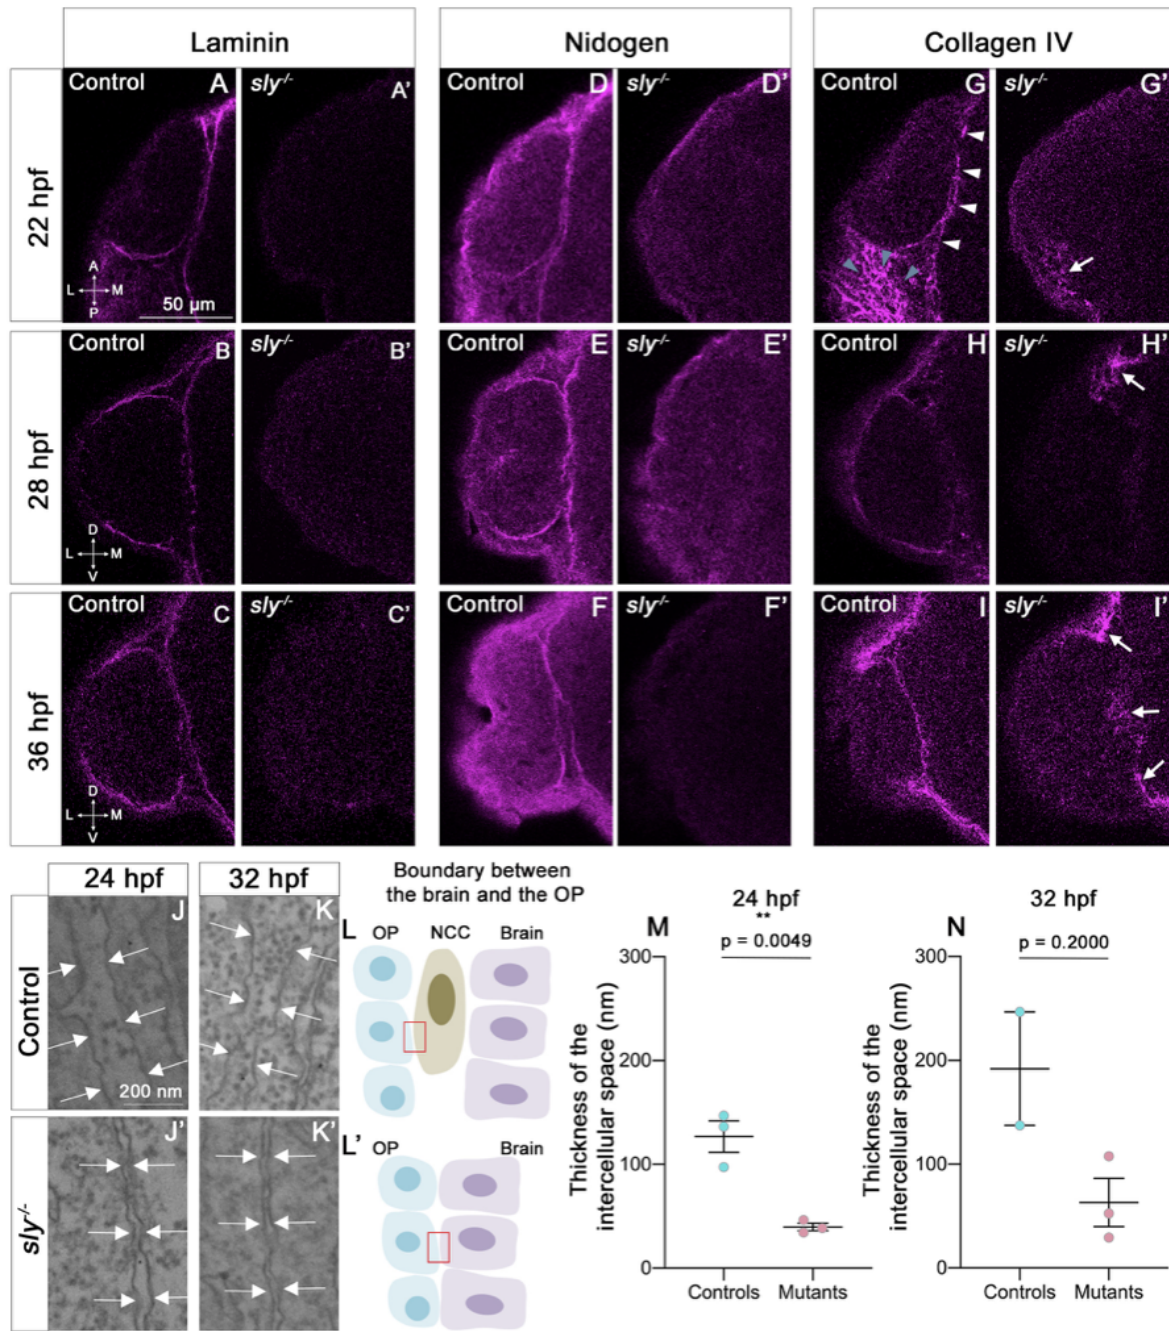 Laminin
Nidogen
Collagen IV
22 hpf
Control A
sly-/- A'
Control D
sly-/- D'
Control G
sly-/- G'
A
L M
P
50 µm
28 hpf
Control B
sly-/- B'
Control E
sly-/- E'
Control H
sly-/- H'
D
L M
V
36 hpf
Control C
sly-/- C'
Control F
sly-/- F'
Control I
sly-/- I'
D
L M
V
24 hpf
32 hpf
Control
J
K
200 nm
sly-/-
J'
K'
Boundary between
the brain and the OP
L OP NCC Brain
L' OP Brain
M
24 hpf
**
p = 0.0049
Thickness of the
intercellular space (nm)
300
200
100
0
Controls Mutants
N
32 hpf
p = 0.2000
Thickness of the
intercellular space (nm)
300
200
100
0
Controls Mutants